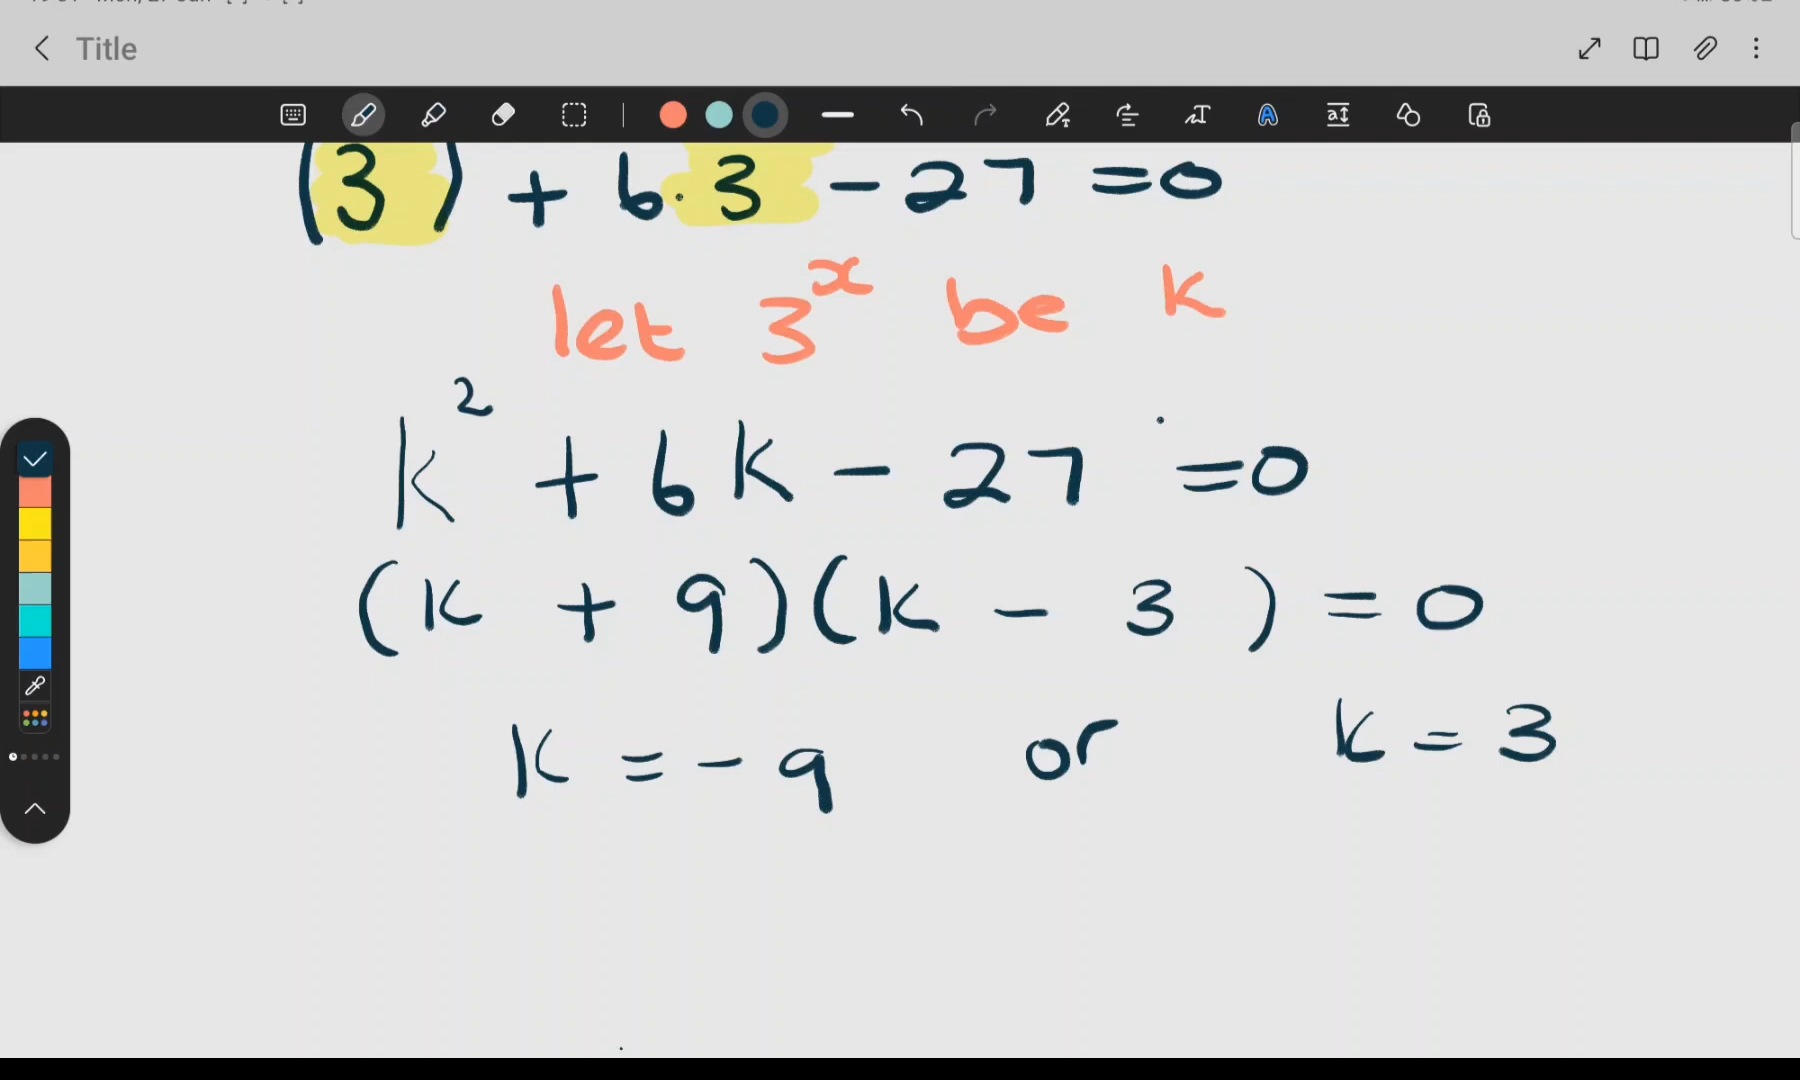 Title
(3) + 6.3 - 27 = 0
let 3^x be k
k^2 + 6k - 27 = 0
(k + 9)(k - 3) = 0
k = - 9 or k = 3